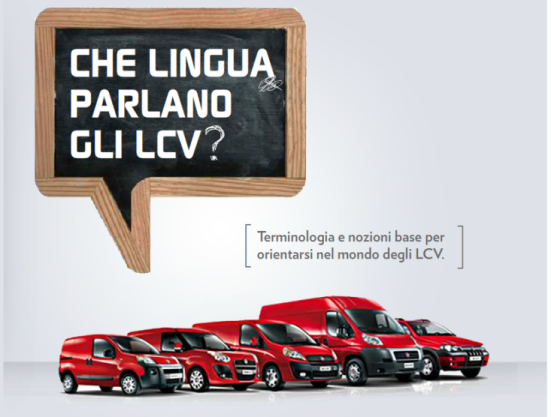 CHE LINGUA
PARLANO
GLI LCV?
Terminologia e nozioni base per
orientarsi nel mondo degli LCV.